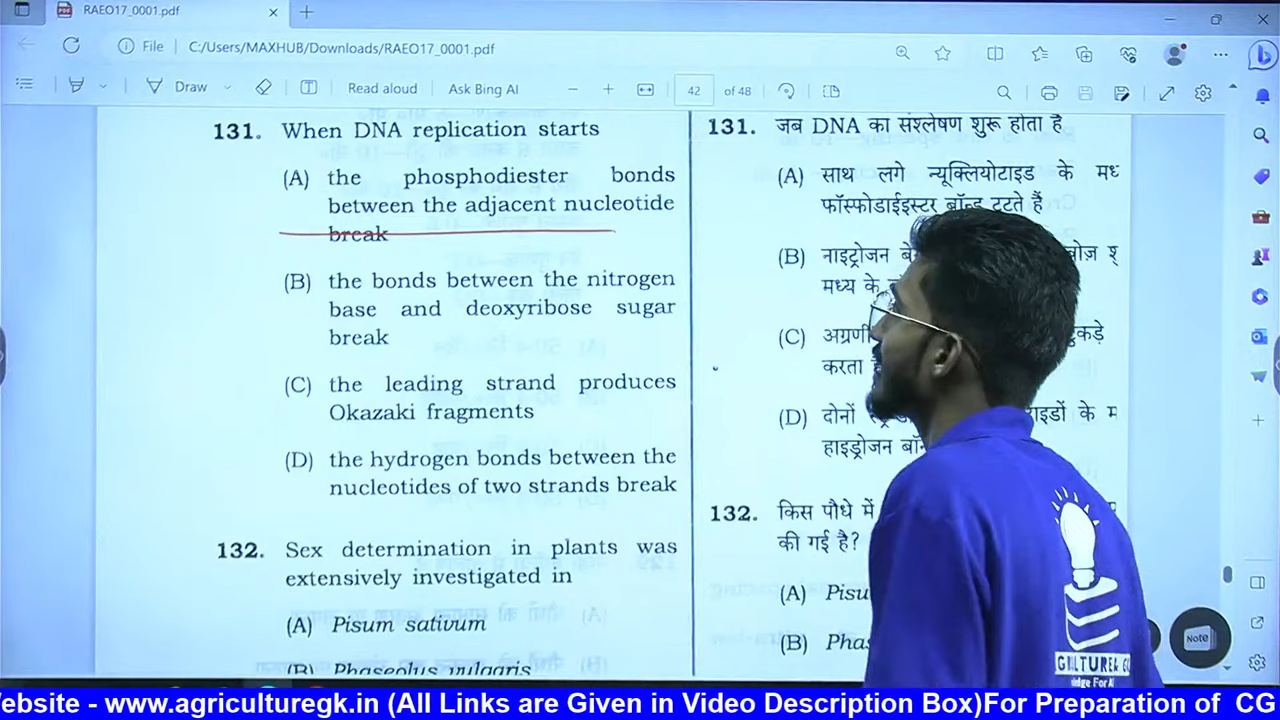 RAEO17_0001.pdf
File C:/Users/MAXHUB/Downloads/RAEO17_0001.pdf
Draw Read aloud Ask Bing AI 42 of 48
131. When DNA replication starts
(A) the phosphodiester bonds
between the adjacent nucleotide
break
(B) the bonds between the nitrogen
base and deoxyribose sugar
break
(C) the leading strand produces
Okazaki fragments
(D) the hydrogen bonds between the
nucleotides of two strands break
132. Sex determination in plants was
extensively investigated in
(A) Pisum sativum
(B) Phaseolus vulgaris
131. जब DNA का संश्लेषण शुरू होता है
(A) साथ लगे न्यूक्लियोटाइड के मध
फॉस्फोडाईइस्टर बॉन्ड टूटते हैं
(B) नाइट्रोजन
मध्य के
(C) अग्रणी टुकड़े
करता है
(D) दोनों
हाइड्रोजन
132. किस पौधे में
की गई है?
(A) Pisu
(B) Phas
Note
Website - www.agriculturegk.in (All Links are Given in Video Description Box)For Preparation of CG